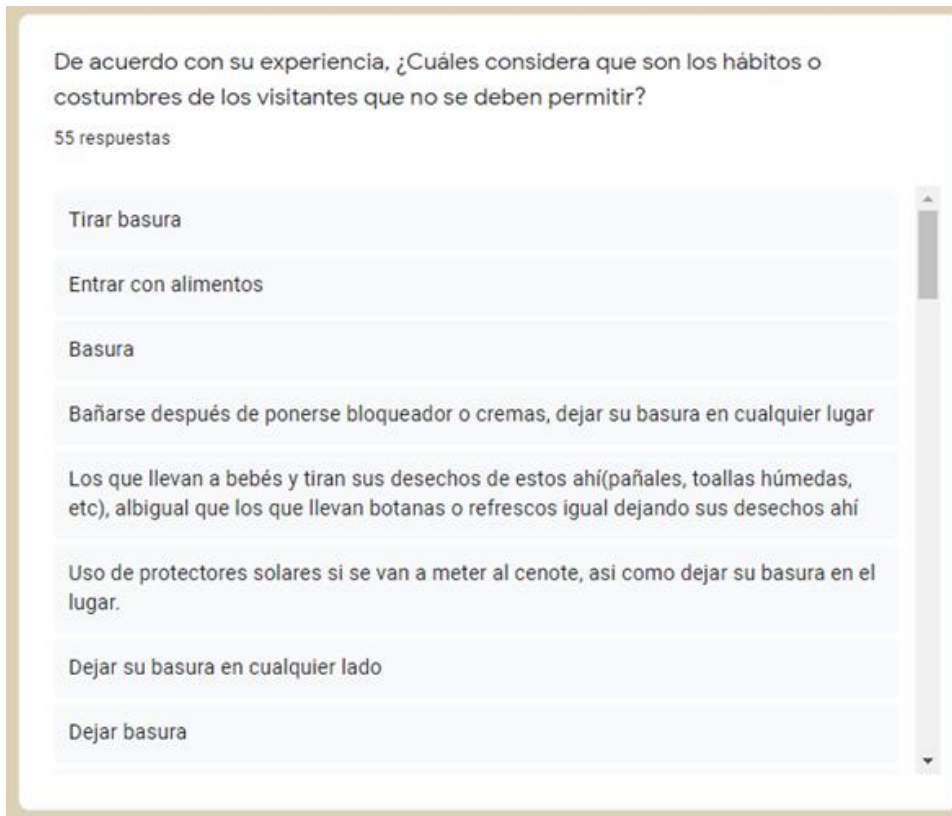 De acuerdo con su experiencia, ¿Cuáles considera que son los hábitos o
costumbres de los visitantes que no se deben permitir?
55 respuestas
Tirar basura
Entrar con alimentos
Basura
Bañarse después de ponerse bloqueador o cremas, dejar su basura en cualquier lugar
Los que llevan a bebés y tiran sus desechos de estos ahí(pañales, toallas húmedas,
etc), albigual que los que llevan botanas o refrescos igual dejando sus desechos ahí
Uso de protectores solares si se van a meter al cenote, asi como dejar su basura en el
lugar.
Dejar su basura en cualquier lado
Dejar basura